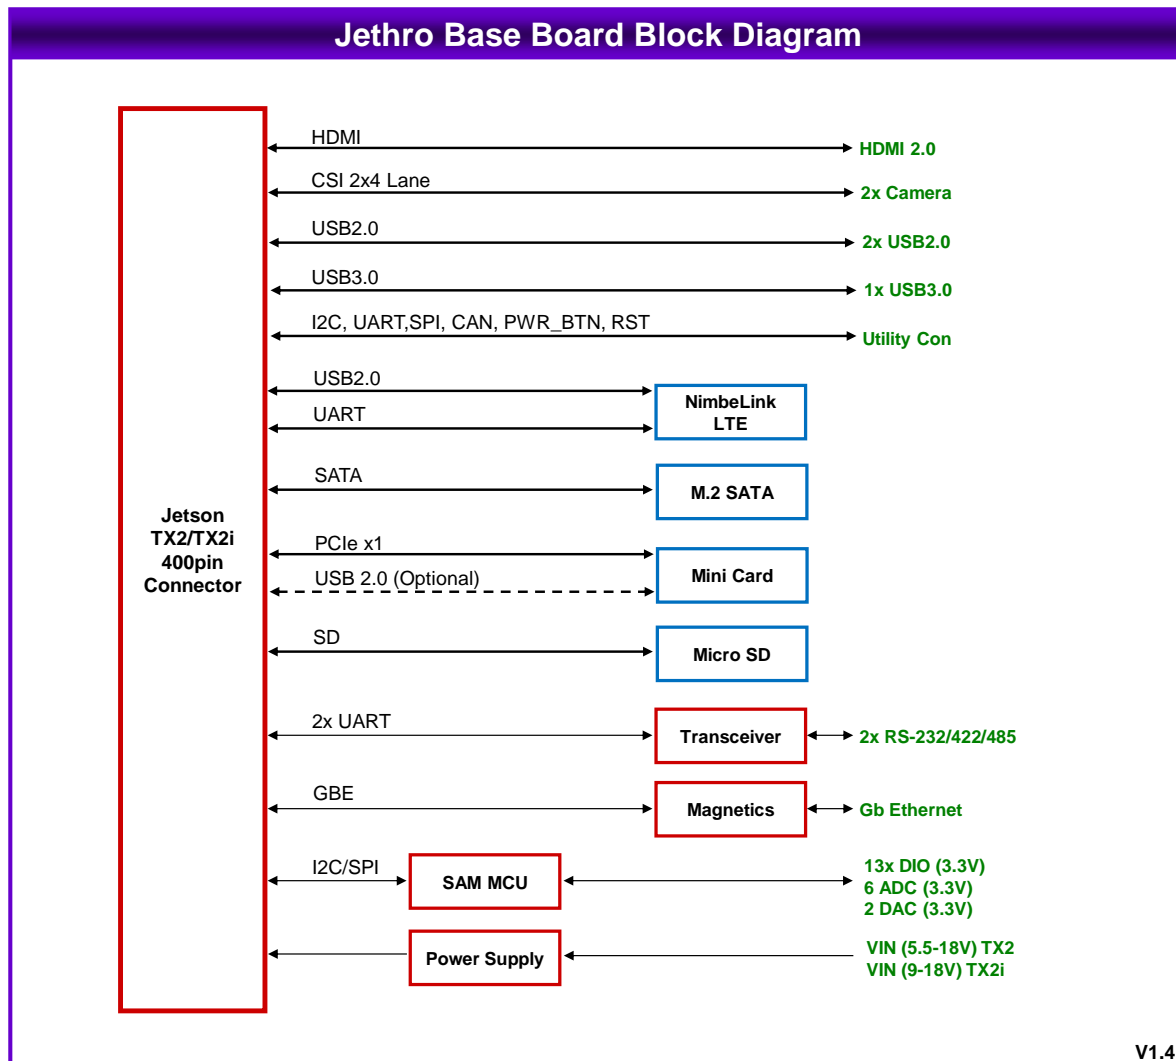 Jethro Base Board Block Diagram
HDMI
HDMI 2.0
CSI 2x4 Lane
2x Camera
USB2.0
2x USB2.0
USB3.0
1x USB3.0
I2C, UART,SPI, CAN, PWR_BTN, RST
Utility Con
USB2.0
UART
NimbeLink
LTE
SATA
M.2 SATA
Jetson
TX2/TX2i
400pin
Connector
PCIe x1
USB 2.0 (Optional)
Mini Card
SD
Micro SD
2x UART
Transceiver
2x RS-232/422/485
GBE
Magnetics
Gb Ethernet
I2C/SPI
SAM MCU
13x DIO (3.3V)
6 ADC (3.3V)
2 DAC (3.3V)
Power Supply
VIN (5.5-18V) TX2
VIN (9-18V) TX2i
V1.4